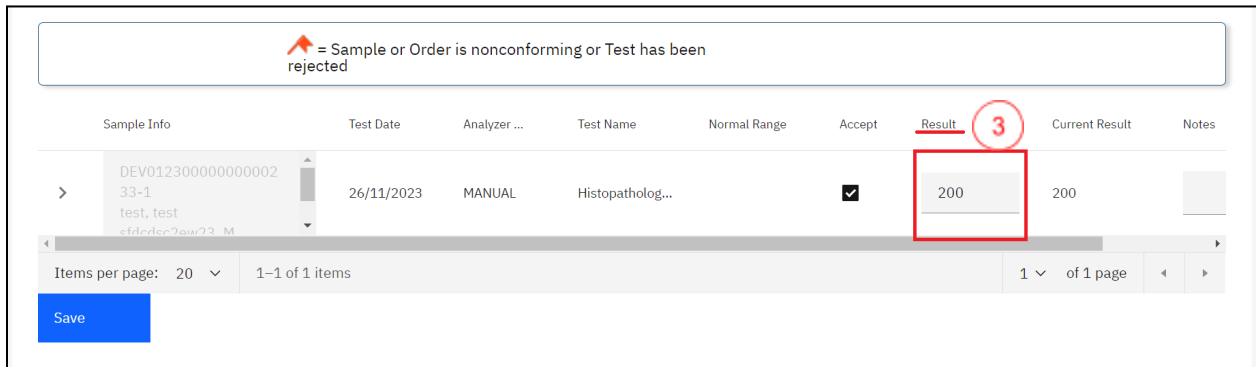 = Sample or Order is nonconforming or Test has been
rejected
Sample Info Test Date Analyzer ... Test Name Normal Range Accept Result 3 Current Result Notes
DEV012300000000002
33-1
test, test
sfdcdsc2ew23, M
26/11/2023 MANUAL Histopatholog... 200 200
Items per page: 20 1–1 of 1 items 1 of 1 page
Save